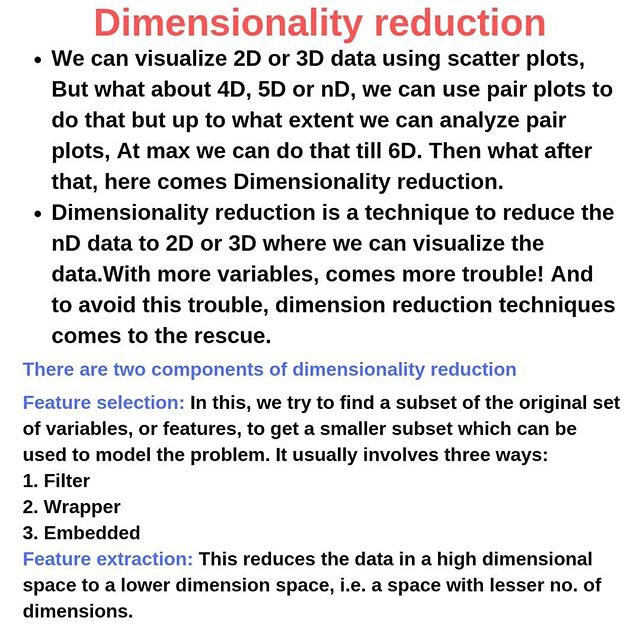 Dimensionality reduction
• We can visualize 2D or 3D data using scatter plots,
But what about 4D, 5D or nD, we can use pair plots to
do that but up to what extent we can analyze pair
plots, At max we can do that till 6D. Then what after
that, here comes Dimensionality reduction.
• Dimensionality reduction is a technique to reduce the
nD data to 2D or 3D where we can visualize the
data.With more variables, comes more trouble! And
to avoid this trouble, dimension reduction techniques
comes to the rescue.
There are two components of dimensionality reduction
Feature selection: In this, we try to find a subset of the original set
of variables, or features, to get a smaller subset which can be
used to model the problem. It usually involves three ways:
1. Filter
2. Wrapper
3. Embedded
Feature extraction: This reduces the data in a high dimensional
space to a lower dimension space, i.e. a space with lesser no. of
dimensions.